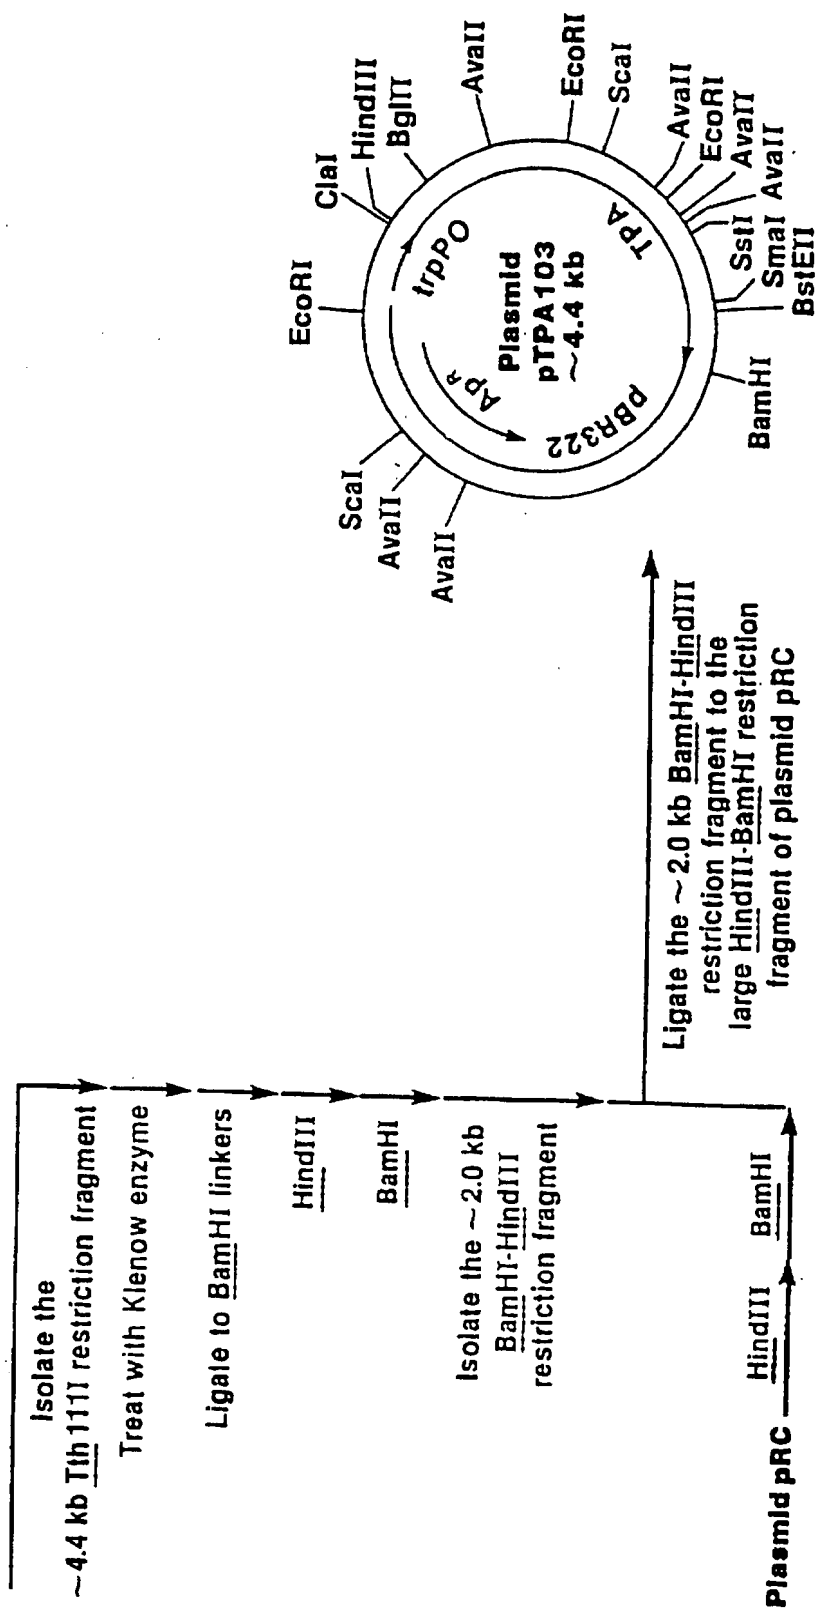 Isolate the
~4.4 kb Tth111I restriction fragment
Treat with Klenow enzyme
Ligate to BamHI linkers
HindIII
BamHI
Isolate the ~2.0 kb
BamHI-HindIII
restriction fragment
Plasmid pRC
HindIII
BamHI
Ligate the ~2.0 kb BamHI-HindIII
restriction fragment to the
large HindIII-BamHI restriction
fragment of plasmid pRC
EcoRI
ClaI
HindIII
BglII
AvaII
EcoRI
ScaI
AvaII
EcoRI
AvaII
AvaII
SstI
SmaI
BstEII
BamHI
AvaII
AvaII
ScaI
trpPO
TPA
pBR322
ApR
Plasmid
pTPA103
~4.4 kb